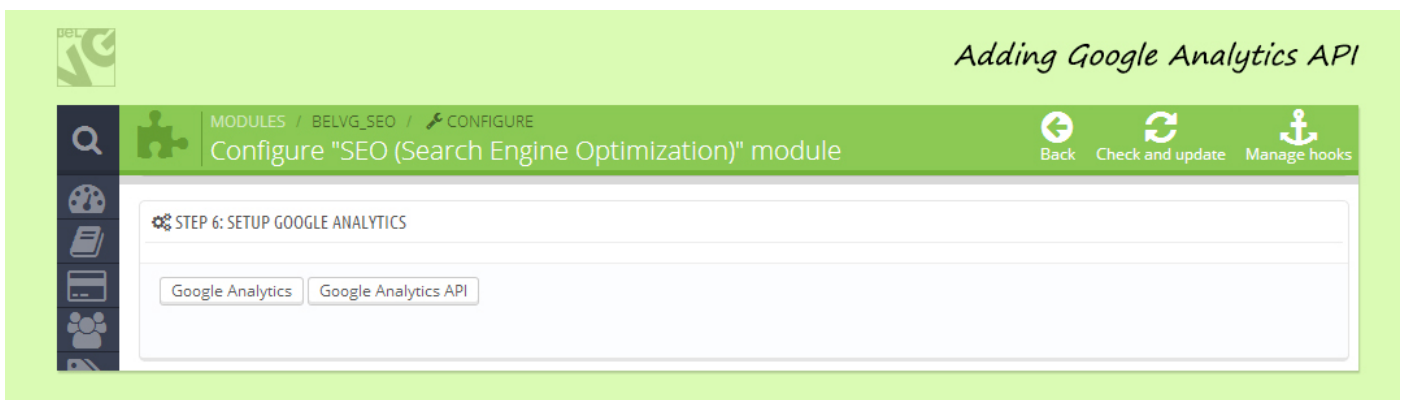 BelVG
Adding Google Analytics API
MODULES / BELVG_SEO / CONFIGURE
Configure "SEO (Search Engine Optimization)" module
Back
Check and update
Manage hooks
STEP 6: SETUP GOOGLE ANALYTICS
Google Analytics
Google Analytics API